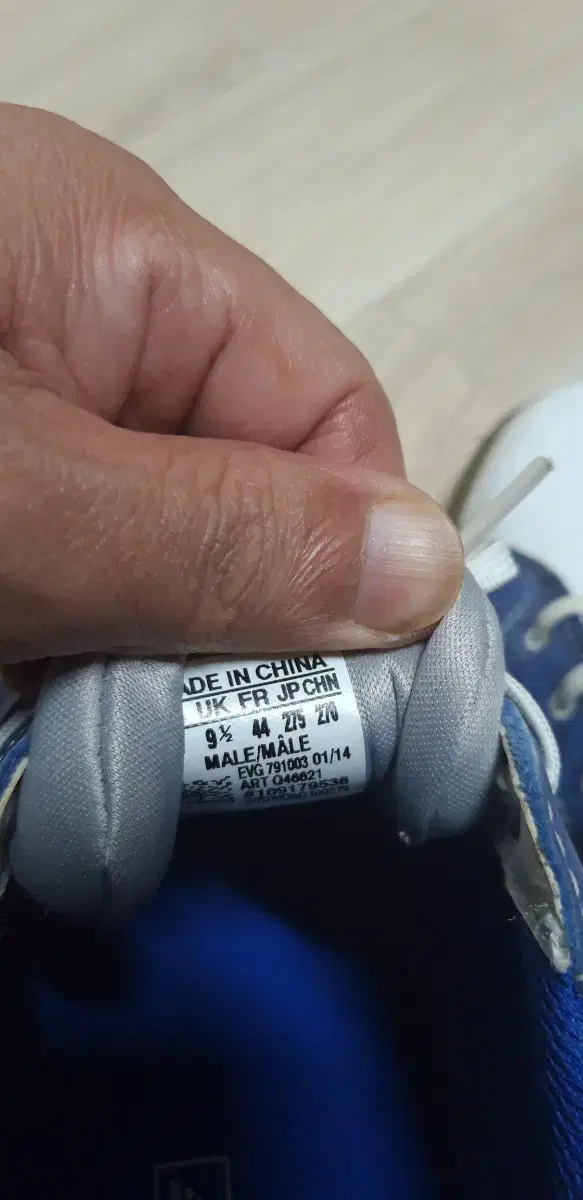 ADE IN CHINA
UK FR JP CHN
9½ 44 275 270
MALE/MÂLE
EVG 791003 01/14
ART Q46621
#109179536